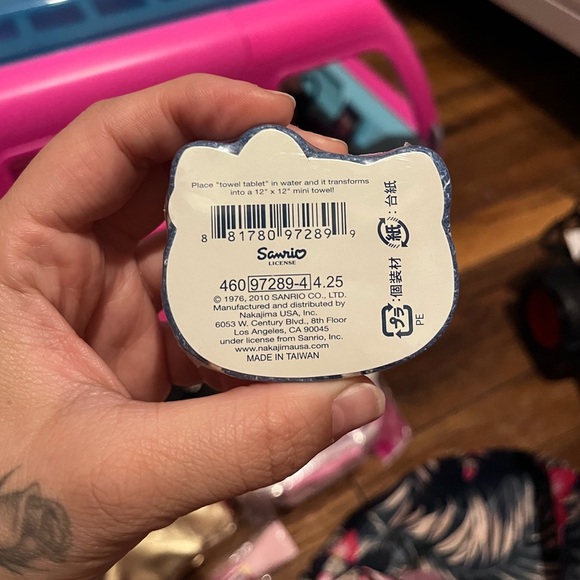 Place "towel tablet" in water and it transforms
into a 12" x 12" mini towel!
8 81780 97289 9
Sanrio
LICENSE
460 97289-4 4.25
© 1976, 2010 SANRIO CO., LTD.
Manufactured and distributed by
Nakajima USA, Inc.
6053 W. Century Blvd., 8th Floor
Los Angeles, CA 90045
under license from Sanrio, Inc.
www.nakajimausa.com
MADE IN TAIWAN
紙:台紙
プラ:個装材
PE